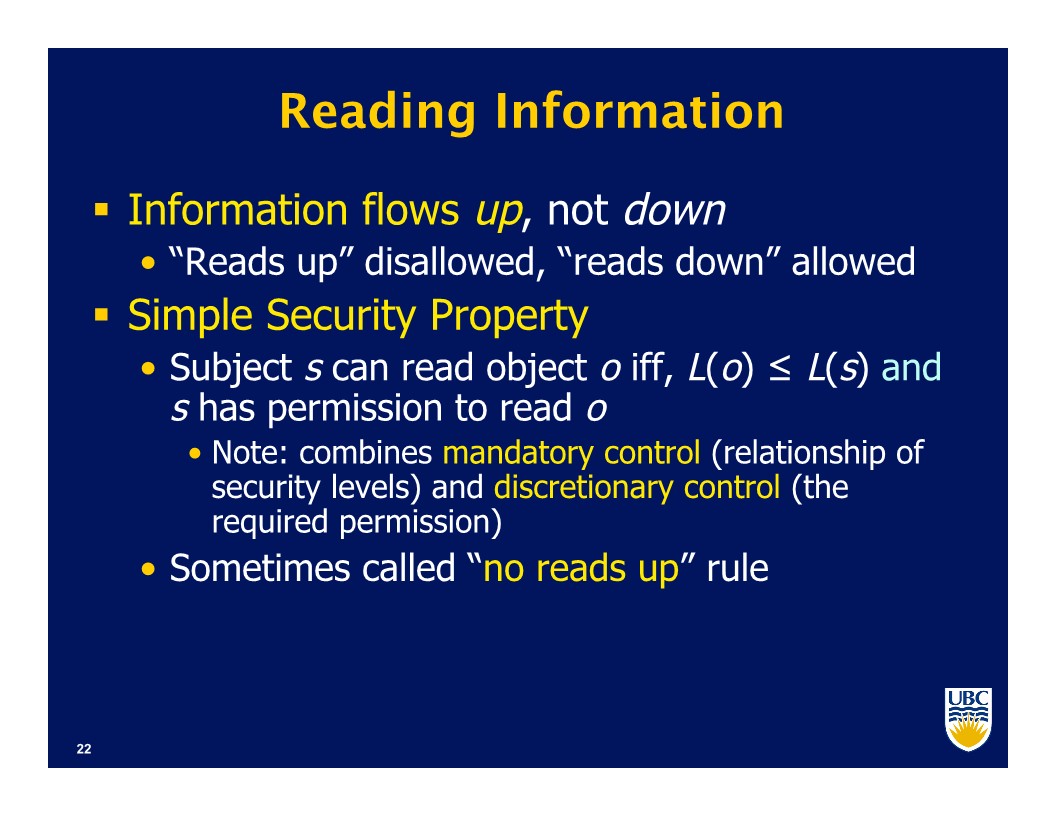 Reading Information
▪ Information flows up, not down
• “Reads up” disallowed, “reads down” allowed
▪ Simple Security Property
• Subject s can read object o iff, L(o) ≤ L(s) and
s has permission to read o
• Note: combines mandatory control (relationship of
security levels) and discretionary control (the
required permission)
• Sometimes called “no reads up” rule
UBC
22